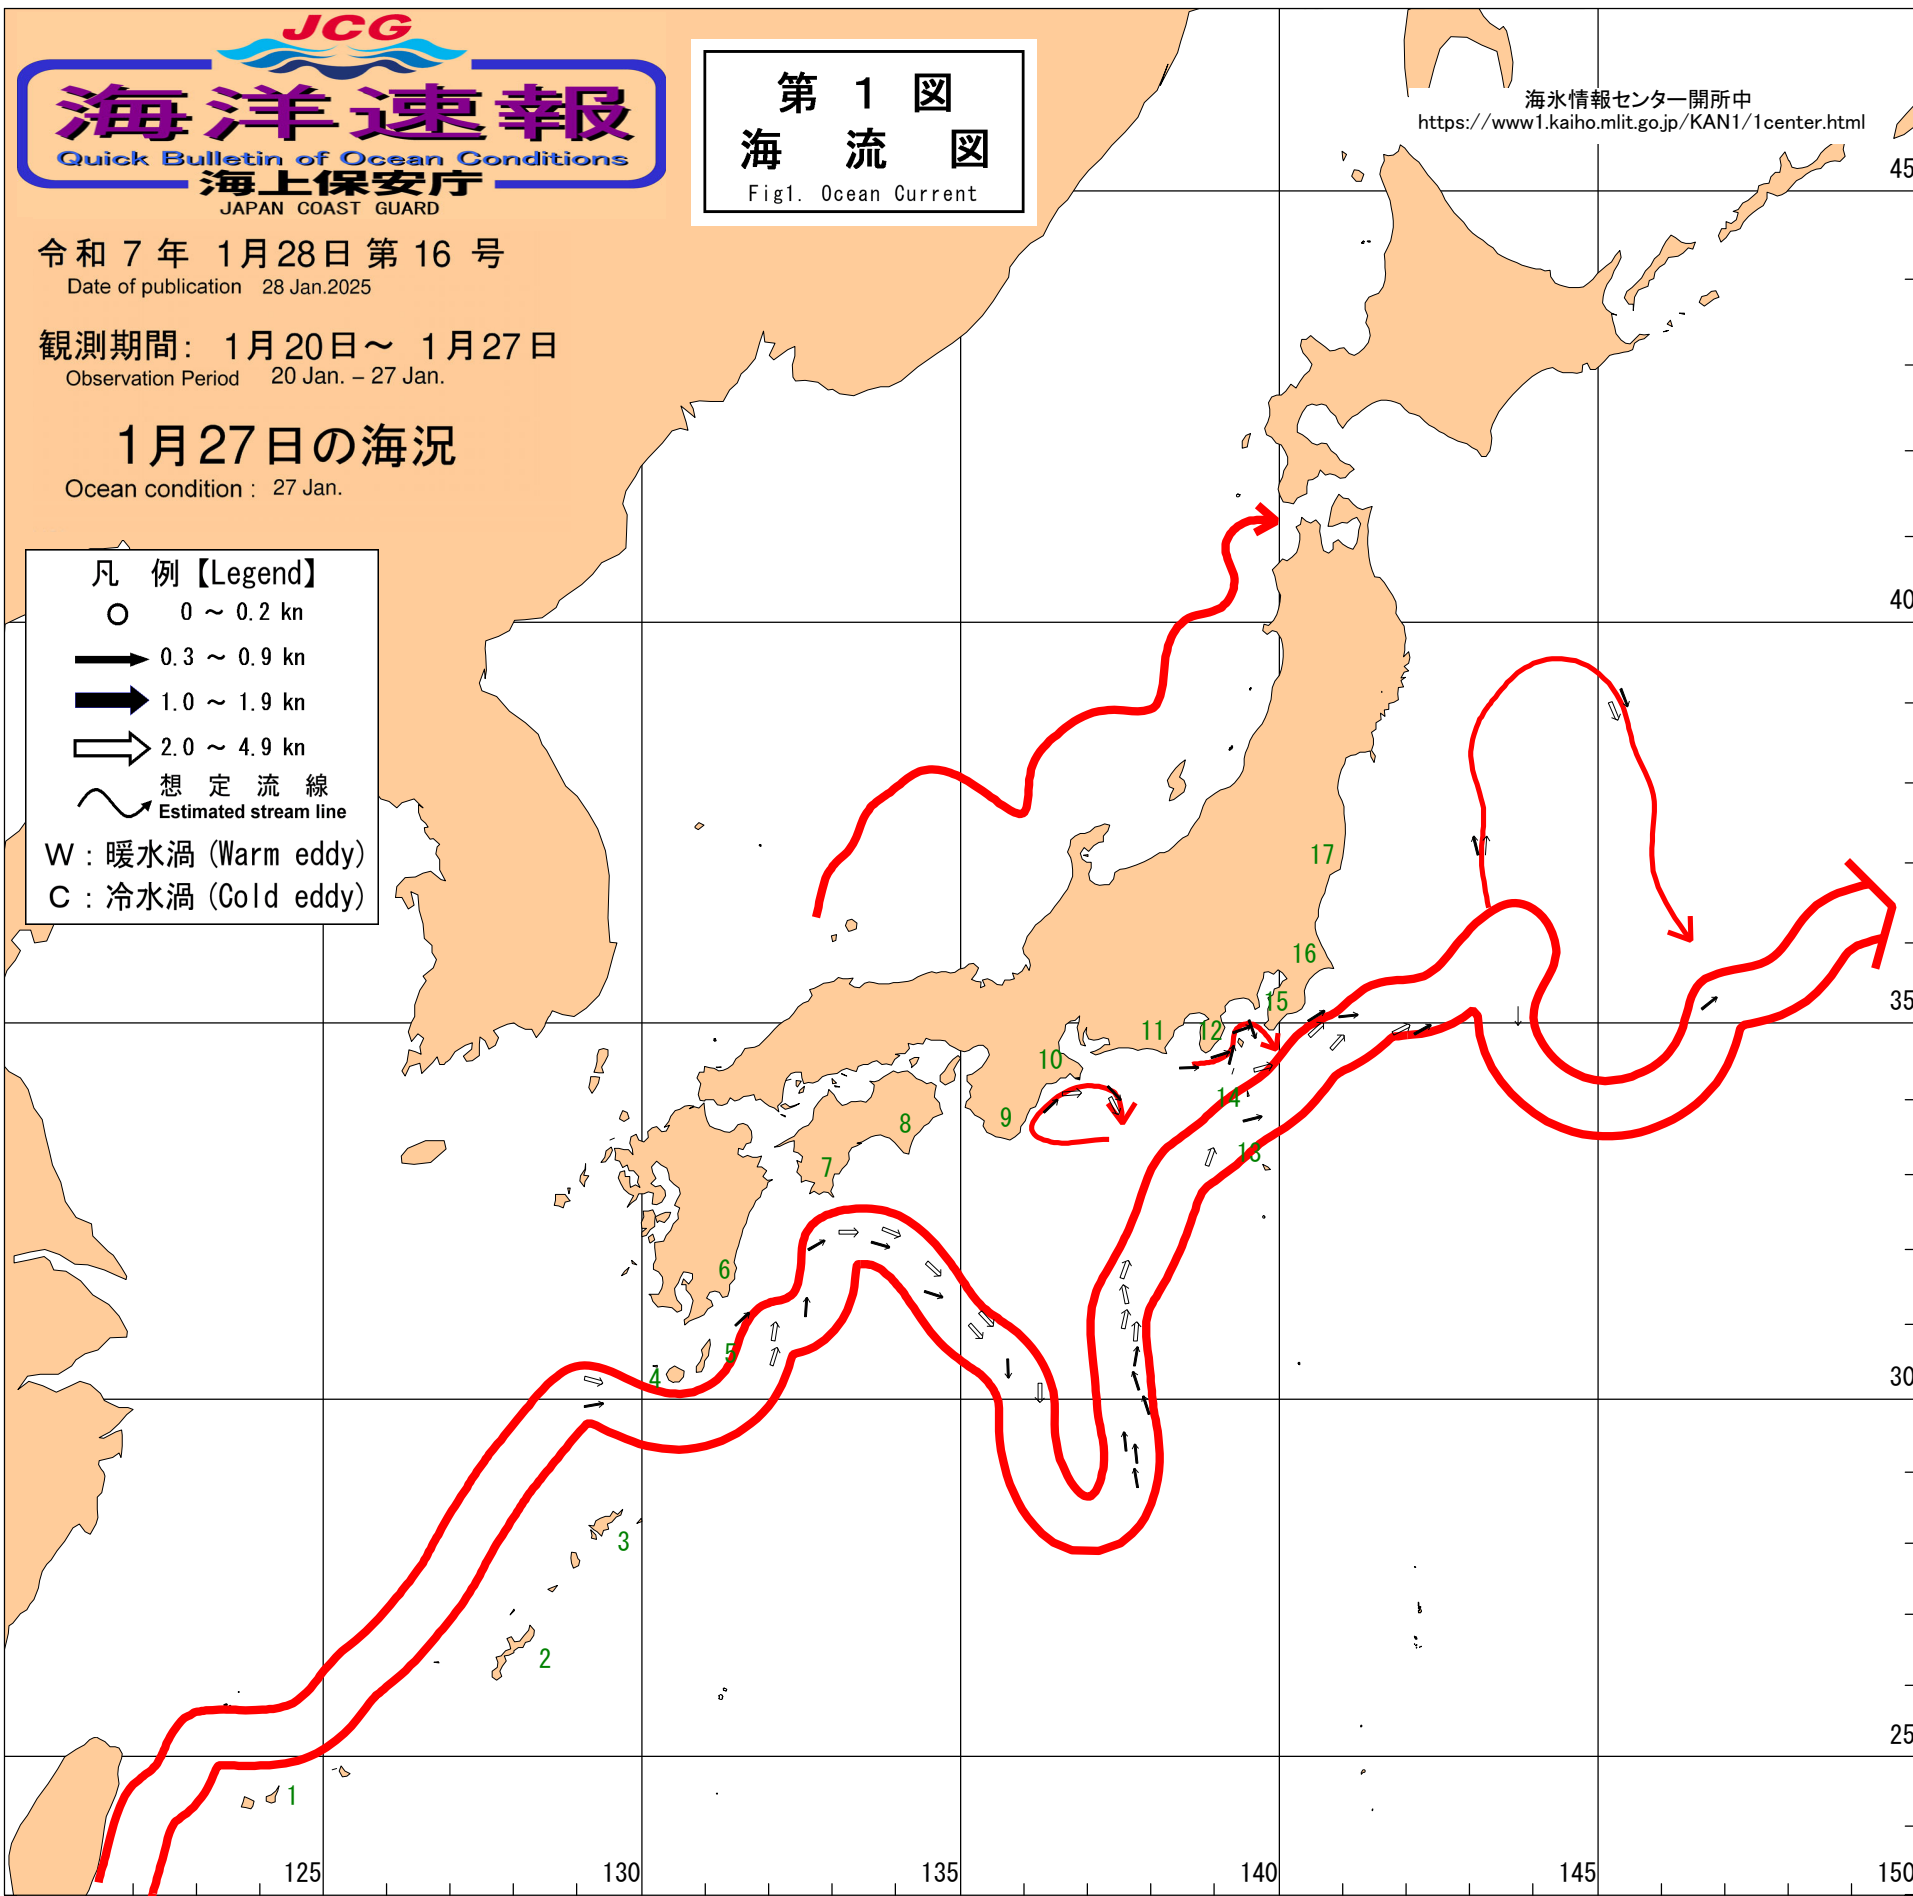 JCG
海洋速報
Quick Bulletin of Ocean Conditions
海上保安庁
JAPAN COAST GUARD
令和 7 年 1月28日 第 16 号
Date of publication 28 Jan.2025
観測期間: 1月20日～ 1月27日
Observation Period 20 Jan. – 27 Jan.
1月27日の海況
Ocean condition : 27 Jan.
第 1 図
海 流 図
Fig1. Ocean Current
海氷情報センター開所中
https://www1.kaiho.mlit.go.jp/KAN1/1center.html
凡 例【Legend】
0 ～ 0.2 kn
0.3 ～ 0.9 kn
1.0 ～ 1.9 kn
2.0 ～ 4.9 kn
想 定 流 線
Estimated stream line
W : 暖水渦 (Warm eddy)
C : 冷水渦 (Cold eddy)
45
40
35
30
25
17
16
15
12
11
10
14
9
8
13
7
6
5
4
3
2
1
125
130
135
140
145
150